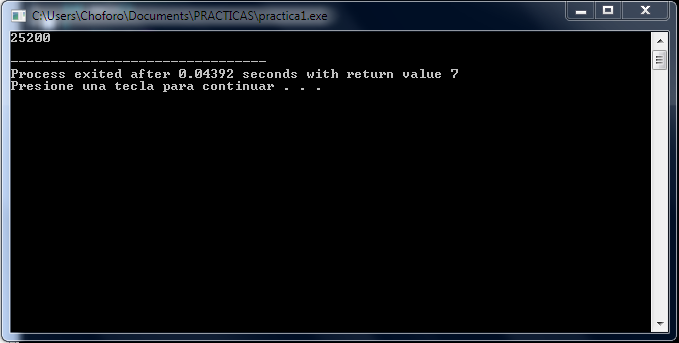 C:\Users\Choforo\Documents\PRACTICAS\practica1.exe
25200
--------------------------------
Process exited after 0.04392 seconds with return value 7
Presione una tecla para continuar . . .